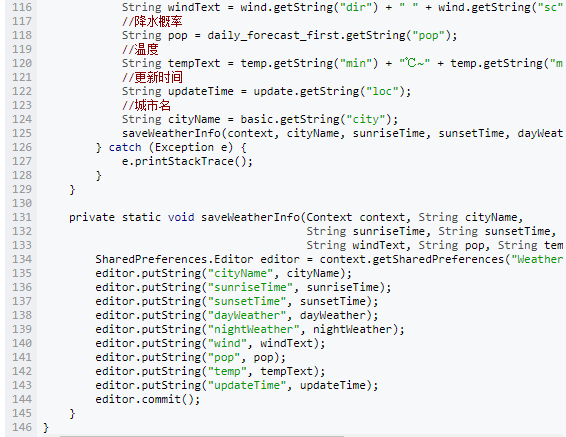 116 String windText = wind.getString("dir") + " " + wind.getString("sc"
117 //降水概率
118 String pop = daily_forecast_first.getString("pop");
119 //温度
120 String tempText = temp.getString("min") + "℃~" + temp.getString("m
121 //更新时间
122 String updateTime = update.getString("loc");
123 //城市名
124 String cityName = basic.getString("city");
125 saveWeatherInfo(context, cityName, sunriseTime, sunsetTime, dayWeat
126 } catch (Exception e) {
127 e.printStackTrace();
128 }
129 }
130
131 private static void saveWeatherInfo(Context context, String cityName,
132 String sunriseTime, String sunsetTime,
133 String windText, String pop, String tem
134 SharedPreferences.Editor editor = context.getSharedPreferences("Weather
135 editor.putString("cityName", cityName);
136 editor.putString("sunriseTime", sunriseTime);
137 editor.putString("sunsetTime", sunsetTime);
138 editor.putString("dayWeather", dayWeather);
139 editor.putString("nightWeather", nightWeather);
140 editor.putString("wind", windText);
141 editor.putString("pop", pop);
142 editor.putString("temp", tempText);
143 editor.putString("updateTime", updateTime);
144 editor.commit();
145 }
146 }